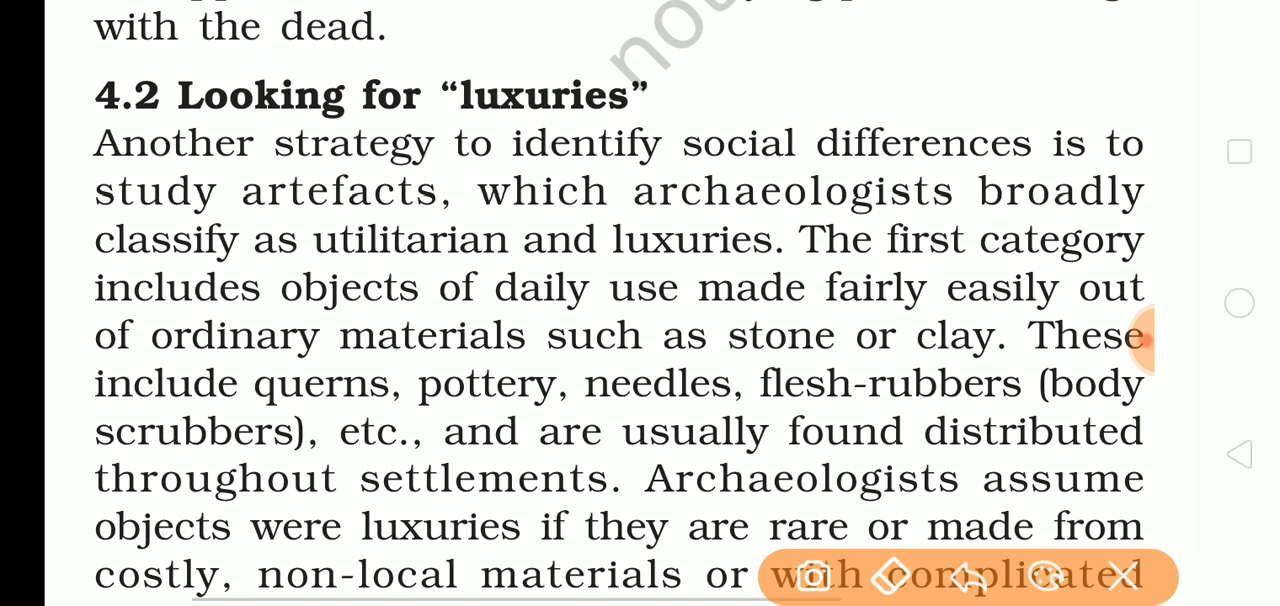 with the dead.
not
4.2 Looking for “luxuries”
Another strategy to identify social differences is to
study artefacts, which archaeologists broadly
classify as utilitarian and luxuries. The first category
includes objects of daily use made fairly easily out
of ordinary materials such as stone or clay. These
include querns, pottery, needles, flesh-rubbers (body
scrubbers), etc., and are usually found distributed
throughout settlements. Archaeologists assume
objects were luxuries if they are rare or made from
costly, non-local materials or with complicated